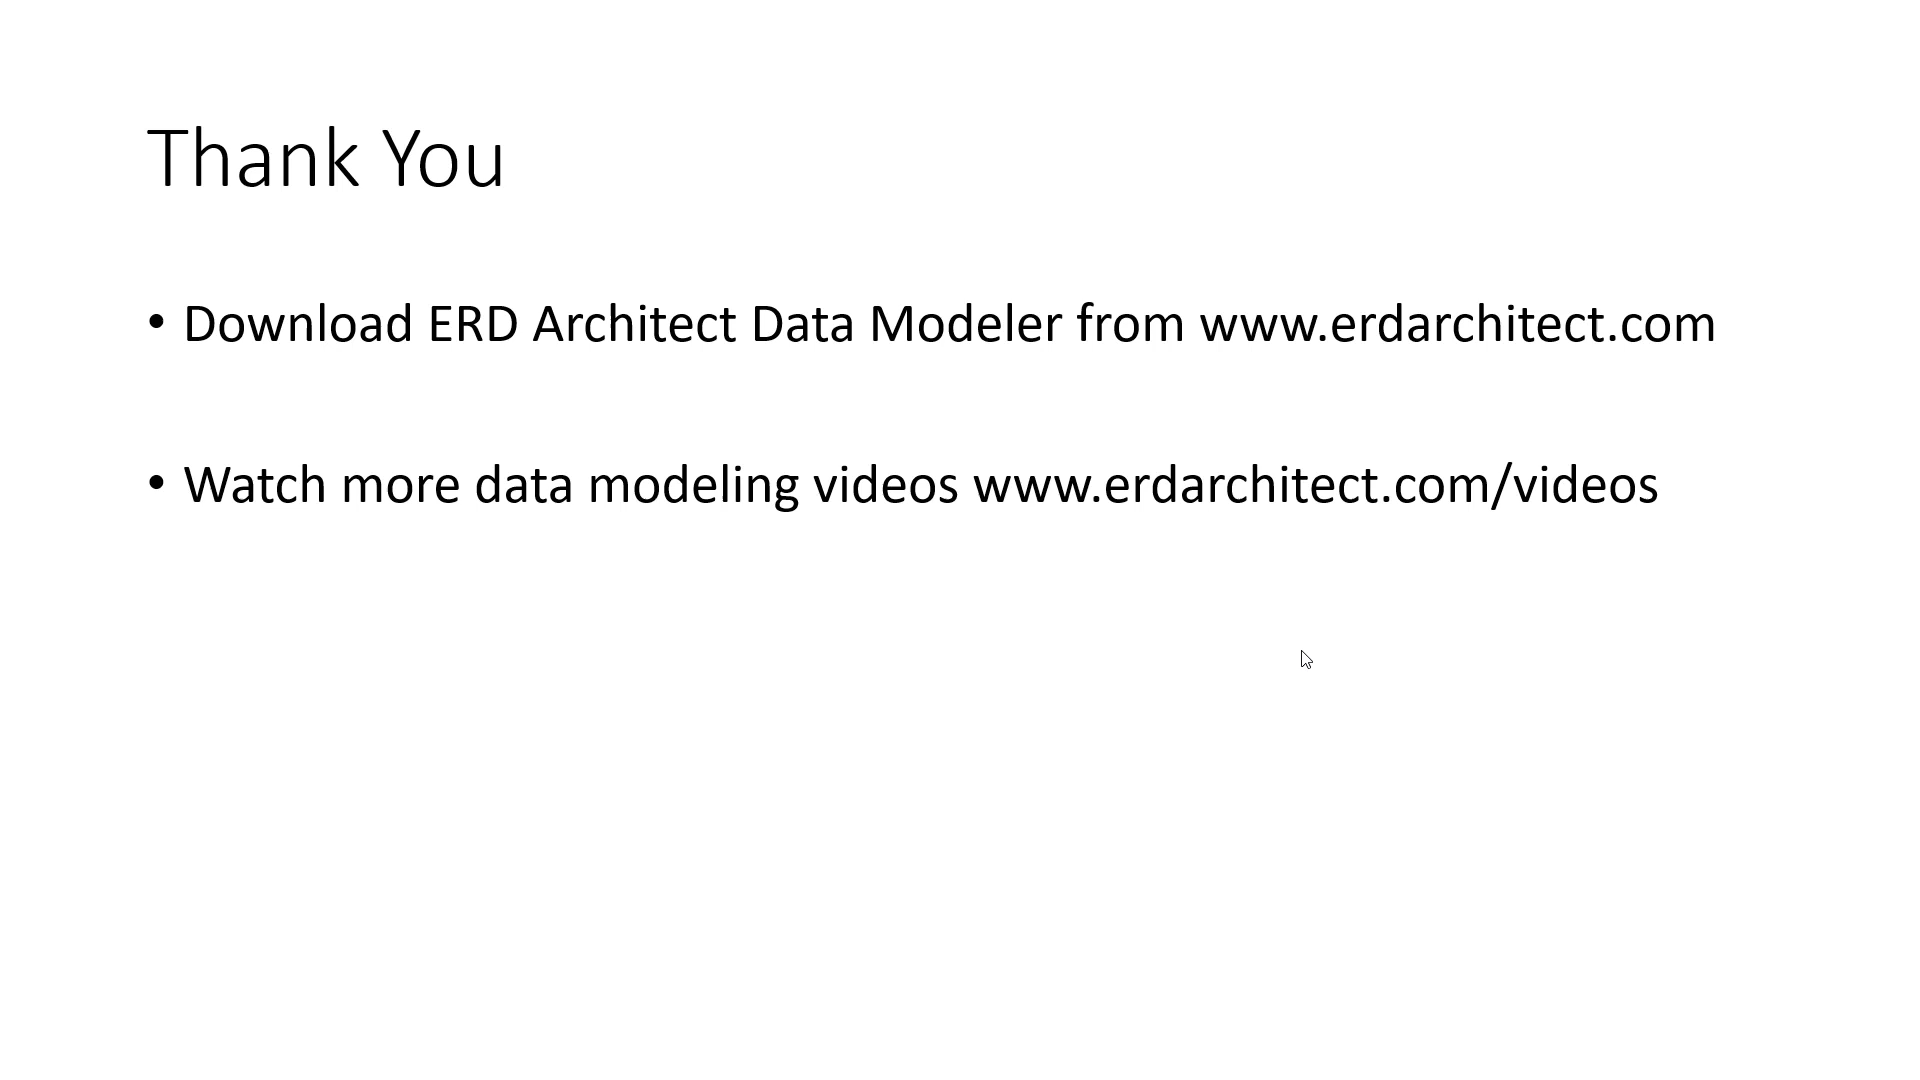 Thank You
• Download ERD Architect Data Modeler from www.erdarchitect.com
• Watch more data modeling videos www.erdarchitect.com/videos